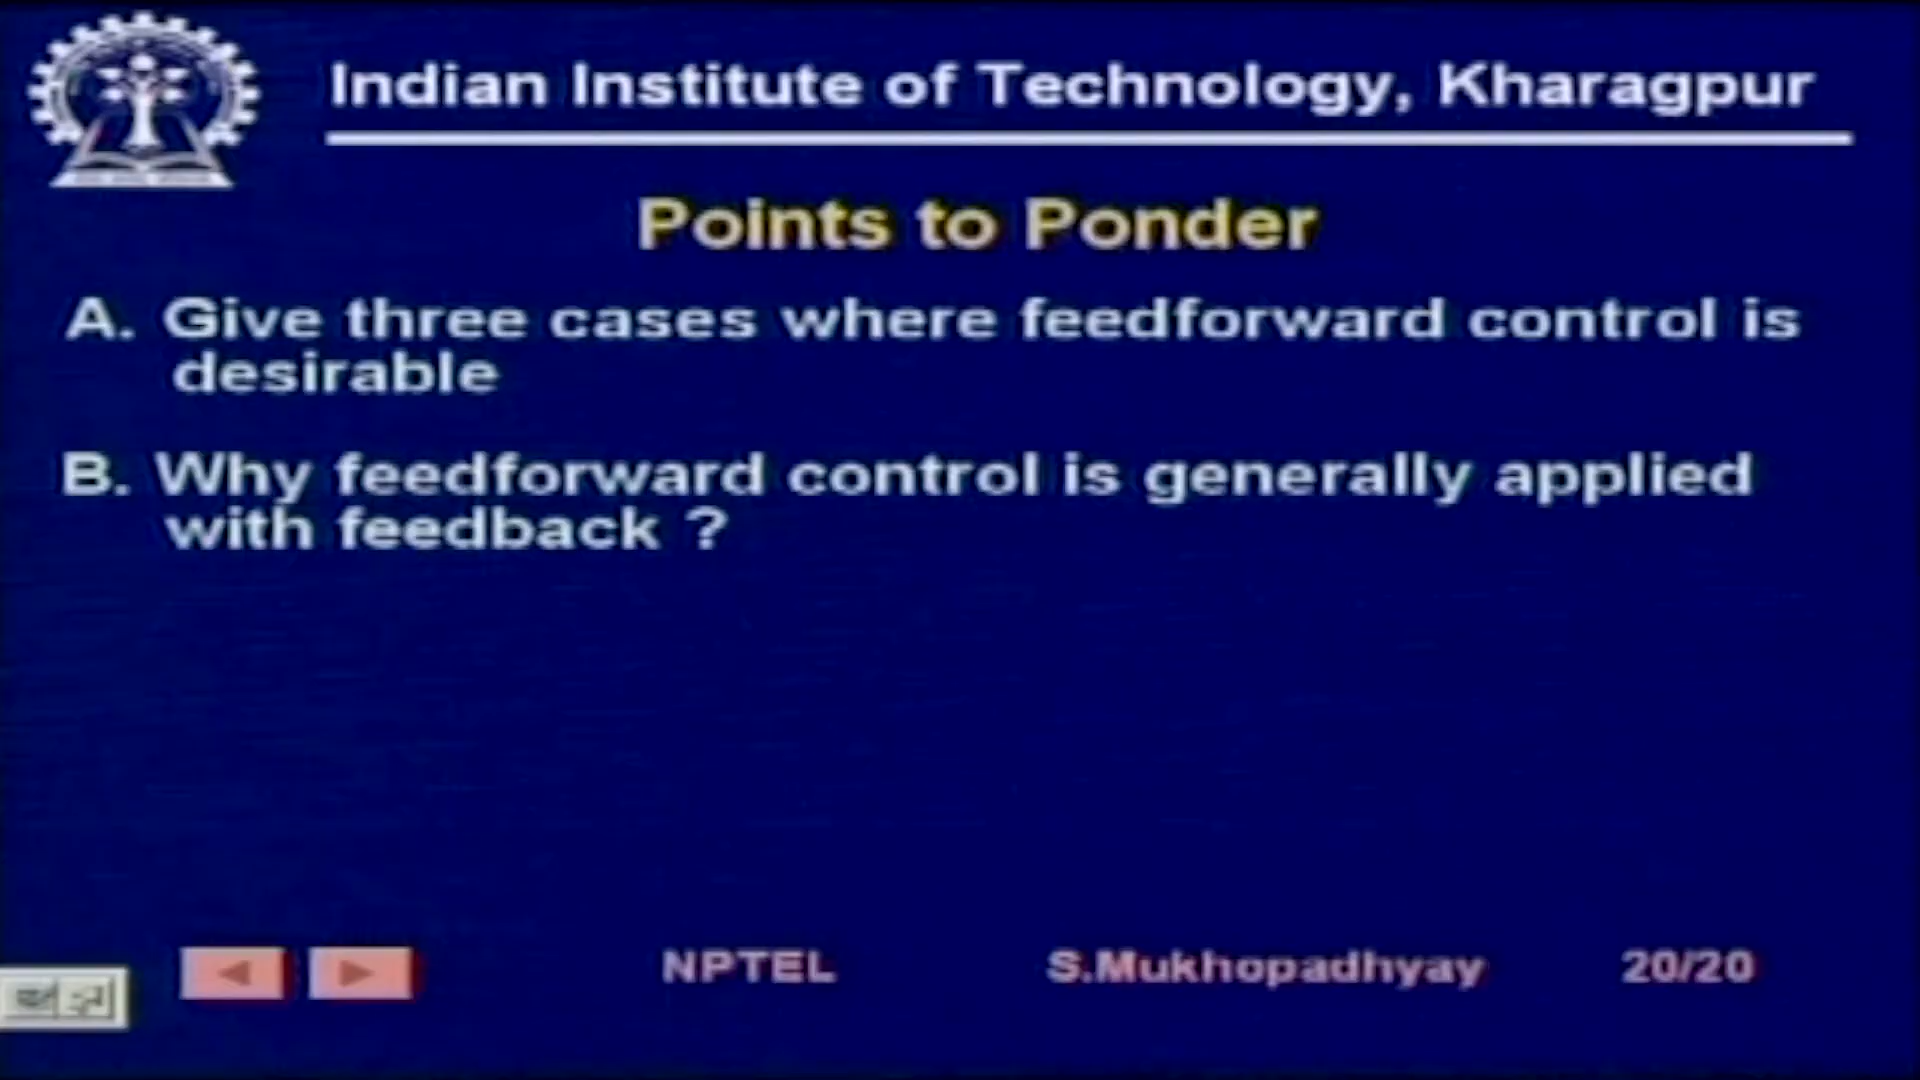 Indian Institute of Technology, Kharagpur
Points to Ponder
A. Give three cases where feedforward control is
desirable
B. Why feedforward control is generally applied
with feedback ?
NPTEL S.Mukhopadhyay 20/20